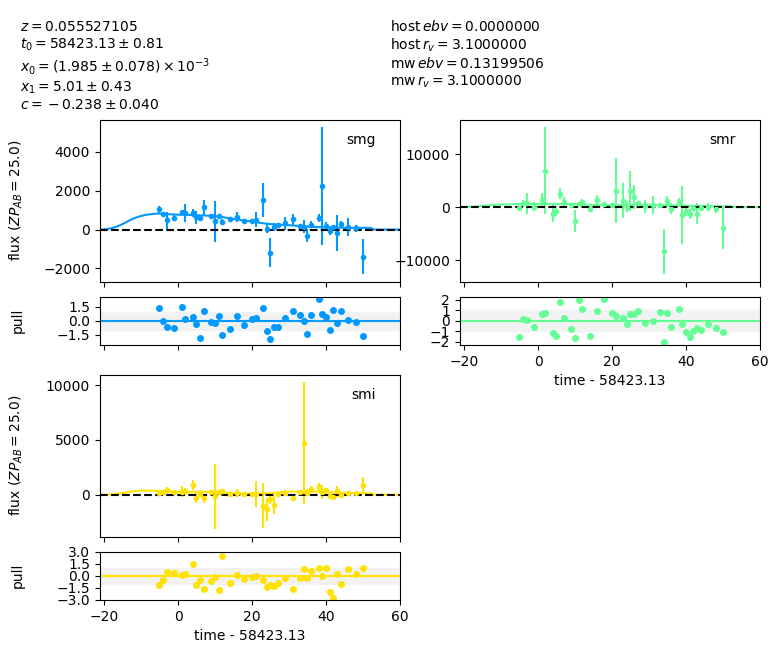 z = 0.055527105
t₀ = 58423.13 ± 0.81
x₀ = (1.985 ± 0.078) × 10⁻³
x₁ = 5.01 ± 0.43
c = −0.238 ± 0.040
host ebv = 0.0000000
host r_v = 3.1000000
mw ebv = 0.13199506
mw r_v = 3.1000000
smg
4000
2000
0
−2000
flux (ZP_AB = 25.0)
smr
10000
0
−10000
1.5
0.0
−1.5
pull
2
1
0
−1
−2
−20 0 20 40 60
time - 58423.13
smi
10000
5000
0
flux (ZP_AB = 25.0)
3.0
1.5
0.0
−1.5
−3.0
pull
−20 0 20 40 60
time - 58423.13